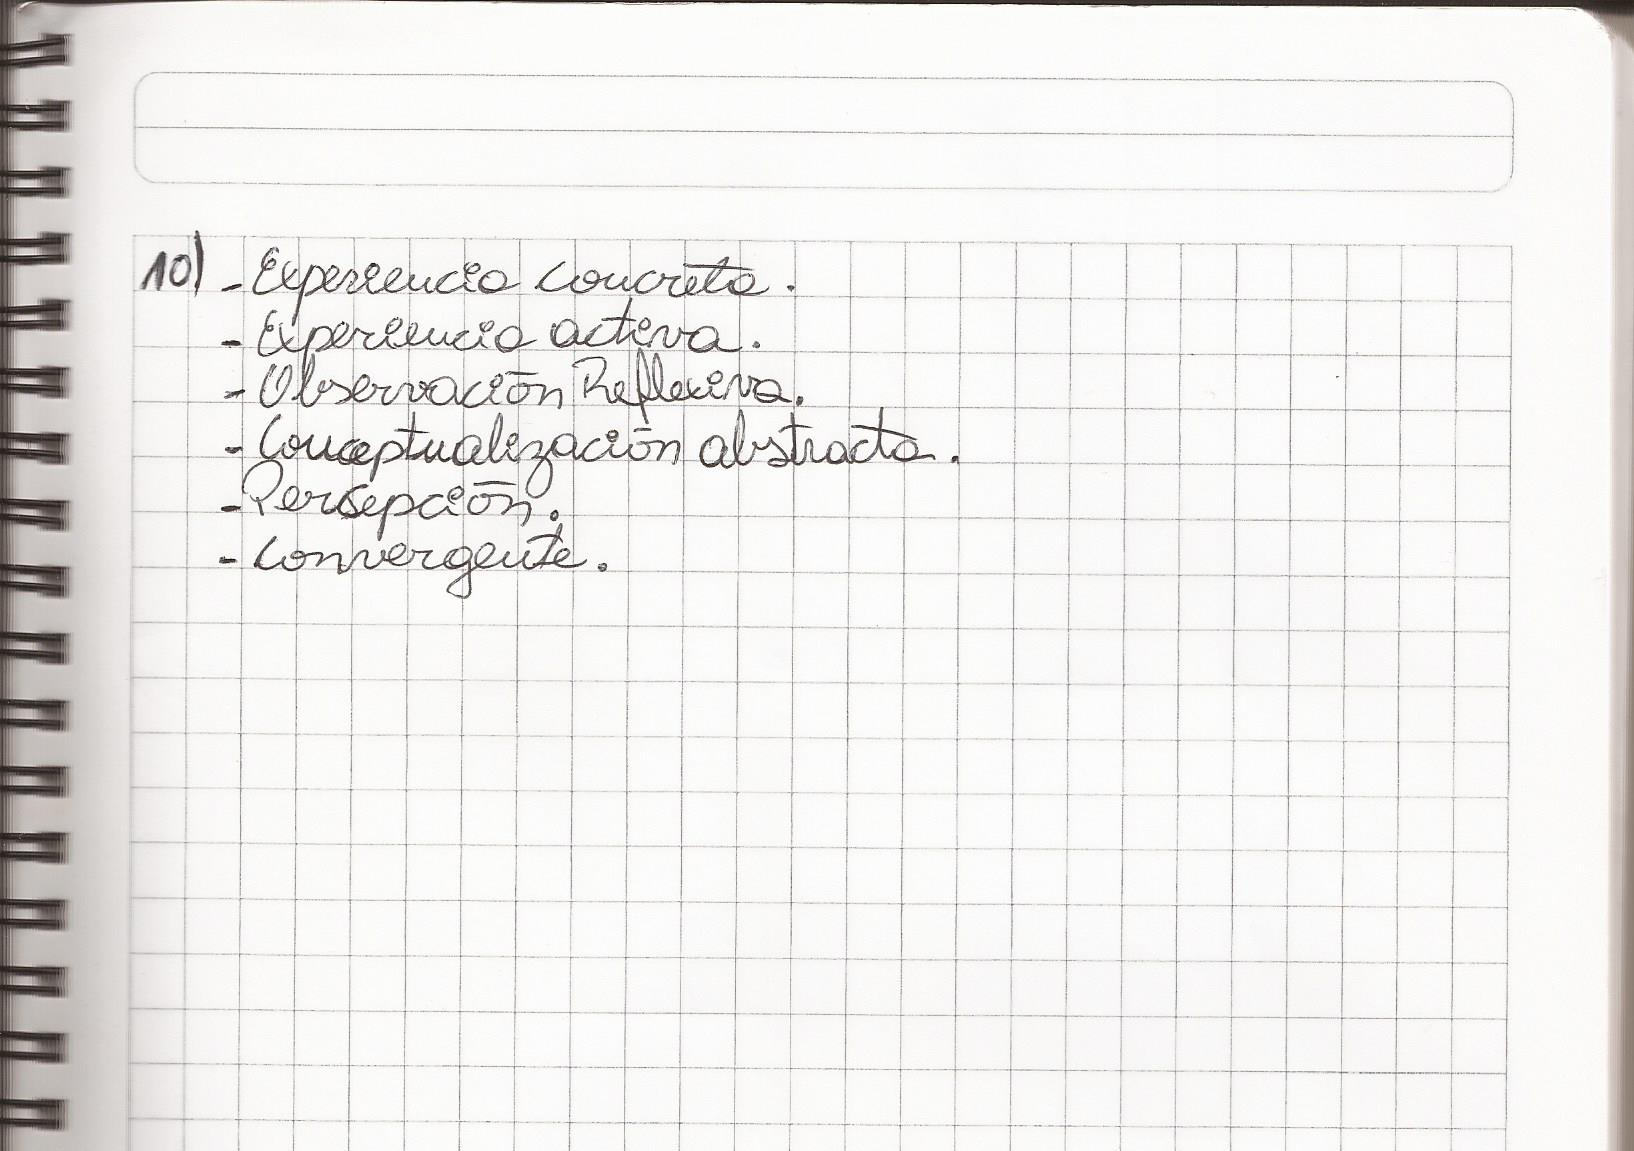 10) - Experiencia concreta.
- Experiencia activa.
- Observación Reflexiva.
- Conceptualización abstracta.
- Persepción.
- Convergente.